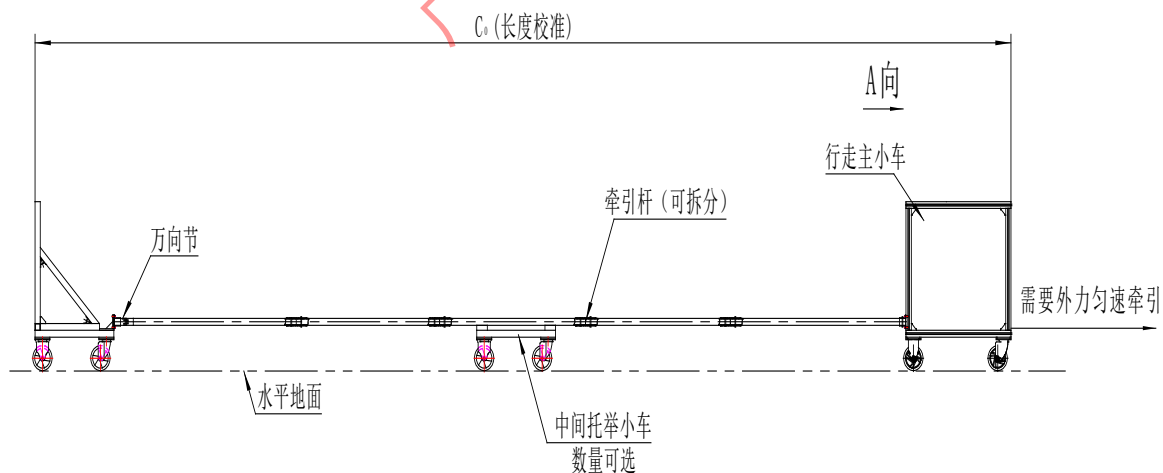 C₀(长度校准)
A向
行走主小车
牵引杆（可拆分）
万向节
需要外力匀速牵引
水平地面
中间托举小车
数量可选